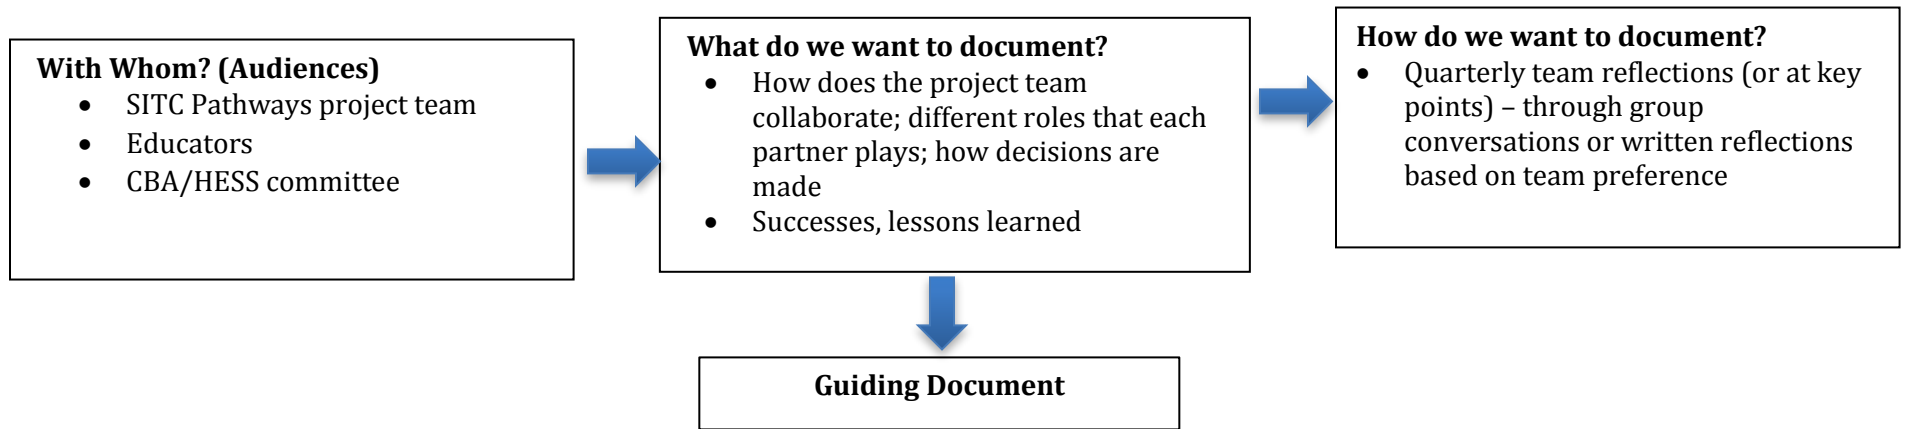 With Whom? (Audiences)
• SITC Pathways project team
• Educators
• CBA/HESS committee
What do we want to document?
• How does the project team
collaborate; different roles that each
partner plays; how decisions are
made
• Successes, lessons learned
How do we want to document?
• Quarterly team reflections (or at key
points) – through group
conversations or written reflections
based on team preference
Guiding Document